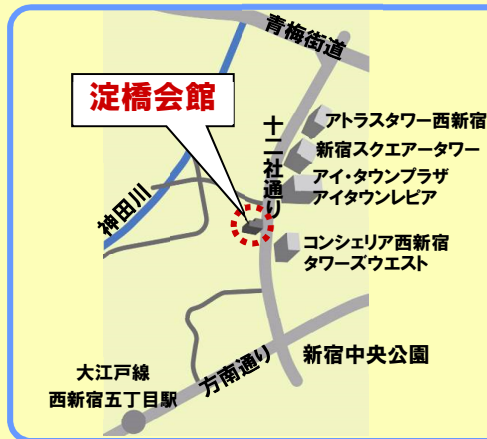 青梅街道
淀橋会館
十二社通り
アトラスタワー西新宿
新宿スクエアータワー
アイ・タウンプラザ
アイタウンレピア
神田川
コンシェリア西新宿
タワーズウエスト
新宿中央公園
方南通り
大江戸線
西新宿五丁目駅